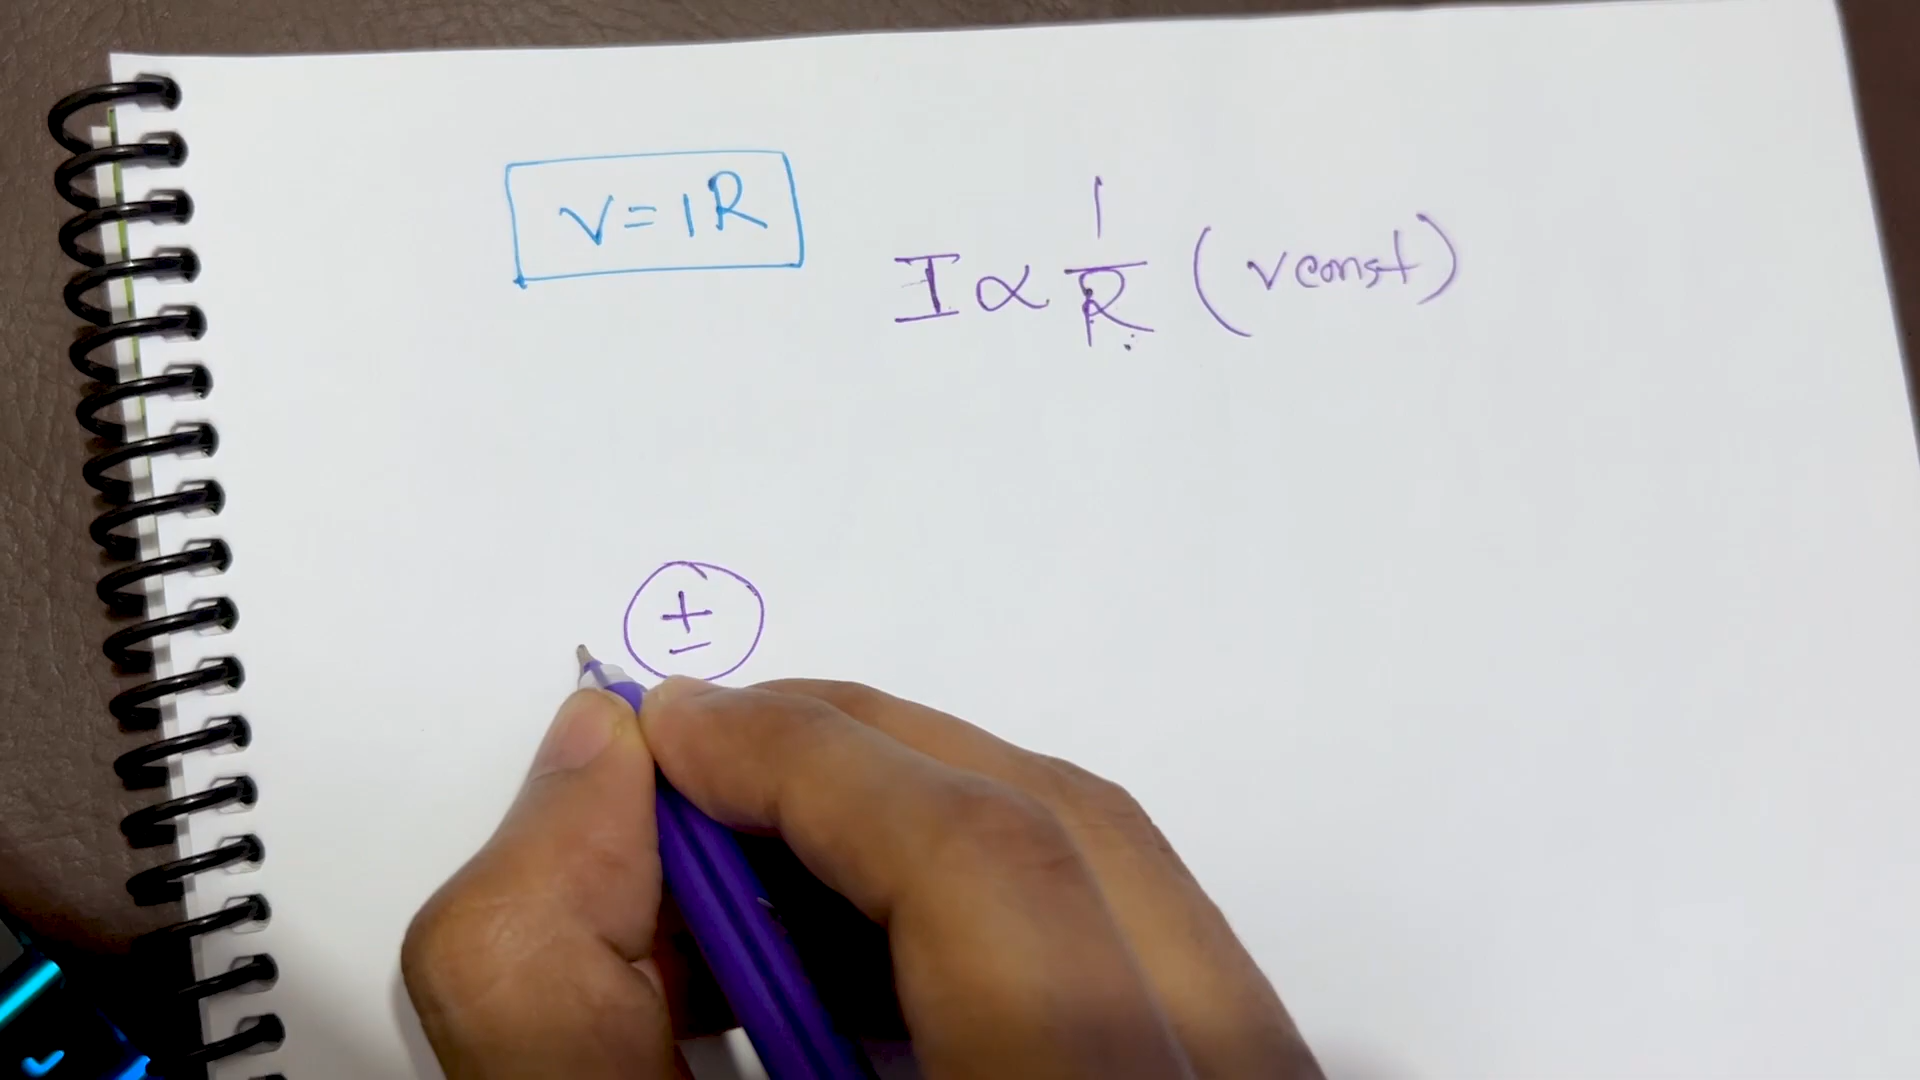 V=IR
I∝1/R (v const)
±